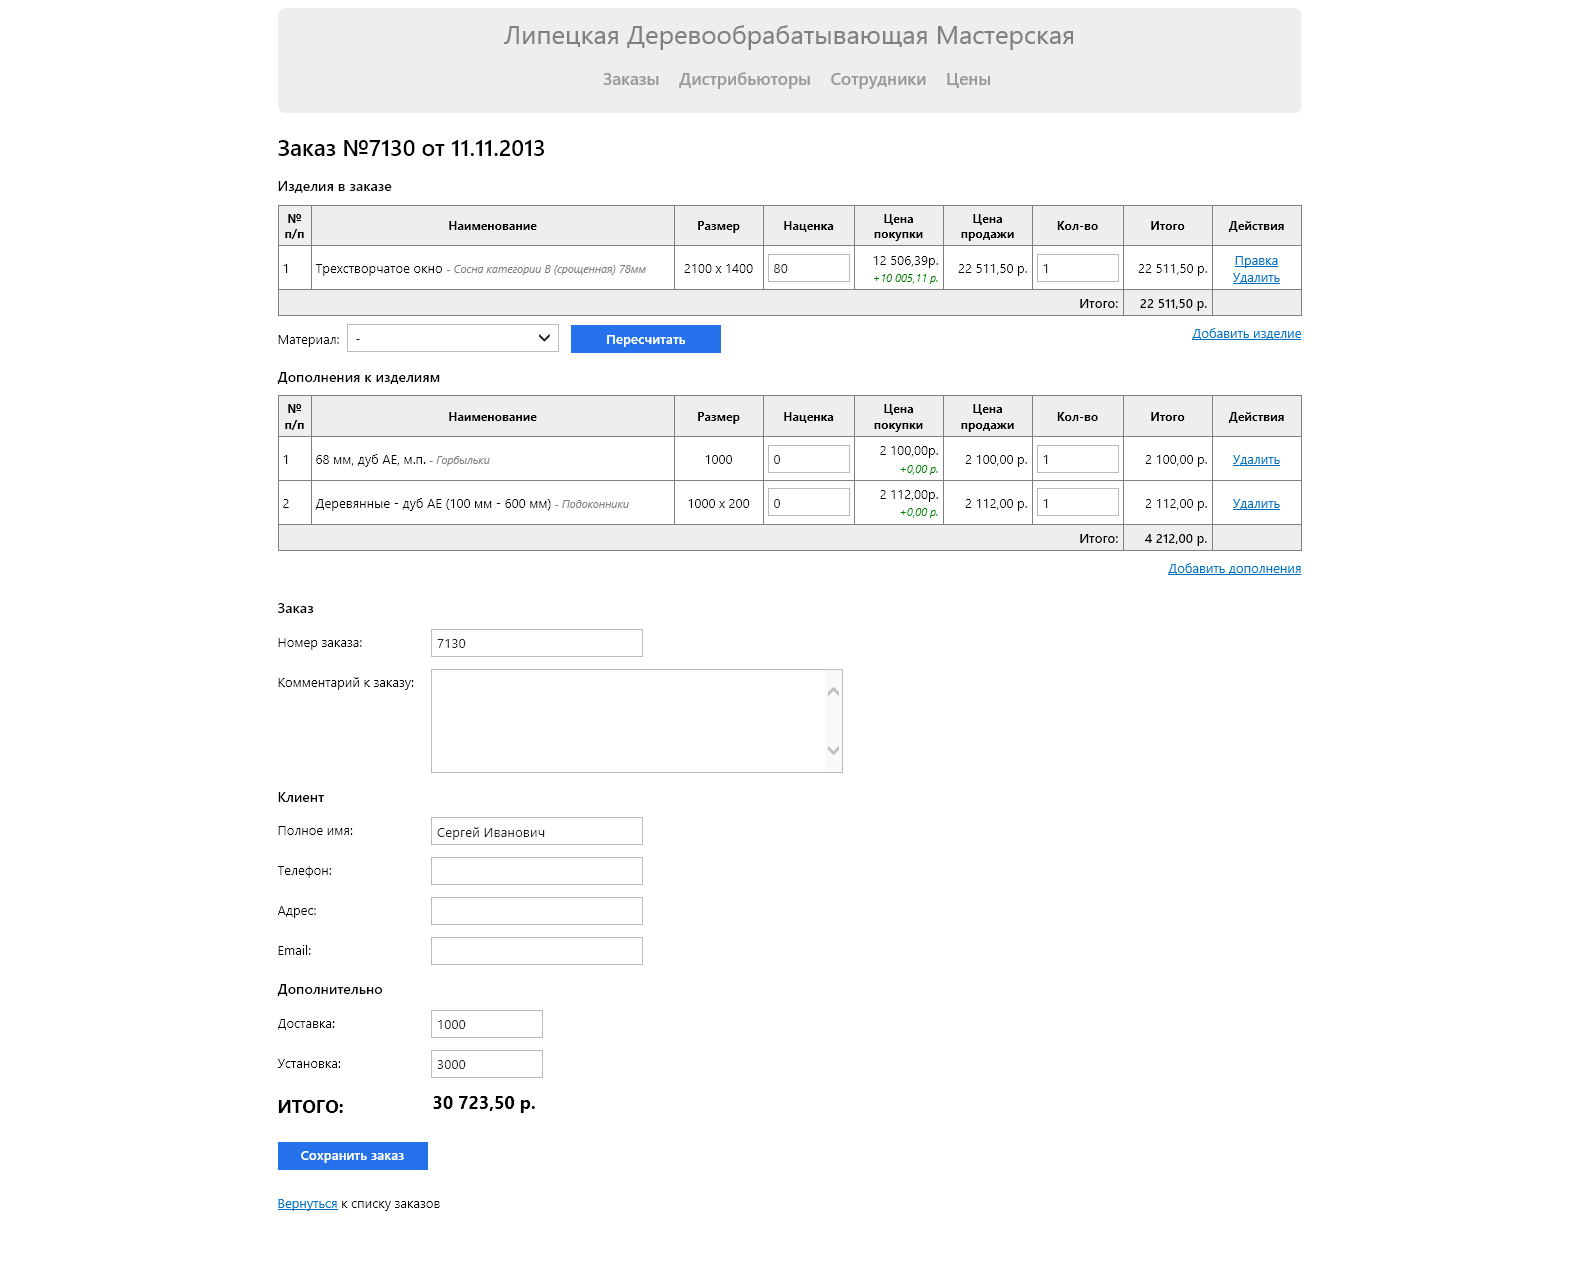 Липецкая Деревообрабатывающая Мастерская
Заказы Дистрибьюторы Сотрудники Цены
Заказ №7130 от 11.11.2013
Изделия в заказе
№ п/п Наименование Размер Наценка Цена покупки Цена продажи Кол-во Итого Действия
1 Трехстворчатое окно - Сосна категории В (срощенная) 78мм 2100 x 1400 80 12 506,39р. +10 005,11 р. 22 511,50 р. 1 22 511,50 р. Правка Удалить
Итого: 22 511,50 р.
Материал: - Пересчитать Добавить изделие
Дополнения к изделиям
№ п/п Наименование Размер Наценка Цена покупки Цена продажи Кол-во Итого Действия
1 68 мм, дуб АЕ, м.п. - Горбыльки 1000 0 2 100,00р. +0,00 р. 2 100,00 р. 1 2 100,00 р. Удалить
2 Деревянные - дуб АЕ (100 мм - 600 мм) - Подоконники 1000 x 200 0 2 112,00р. +0,00 р. 2 112,00 р. 1 2 112,00 р. Удалить
Итого: 4 212,00 р.
Добавить дополнения
Заказ
Номер заказа: 7130
Комментарий к заказу:
Клиент
Полное имя: Сергей Иванович
Телефон:
Адрес:
Email:
Дополнительно
Доставка: 1000
Установка: 3000
ИТОГО: 30 723,50 р.
Сохранить заказ
Вернуться к списку заказов